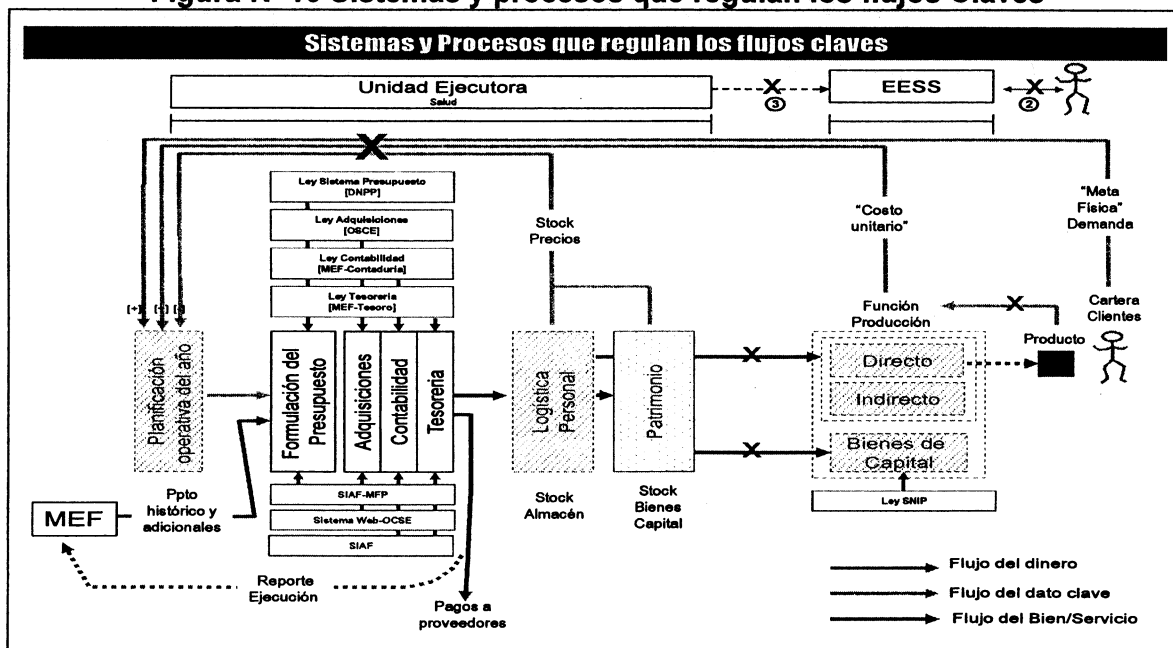 Figura N° 10 Sistemas y procesos que regulan los flujos Claves
Sistemas y Procesos que regulan los flujos claves
Unidad Ejecutora
Salud
X
③
EESS
X
②
X
Ley Sistema Presupuesto
[DNPP]
Ley Adquisiciones
[OSCE]
Ley Contabilidad
[MEF-Contaduría]
Ley Tesorería
[MEF-Tesoro]
Stock
Precios
"Costo
unitario"
"Meta
Física"
Demanda
Función
Producción
X
Cartera
Clientes
Producto
Planificación
operativa del año
Formulación del
Presupuesto
Adquisiciones
Contabilidad
Tesorería
Logística
Personal
Patrimonio
X
Directo
Indirecto
X
Bienes de
Capital
Ley SNIP
SIAF-MFP
Sistema Web-OCSE
SIAF
MEF
Ppto
histórico y
adicionales
Stock
Almacén
Stock
Bienes
Capital
Reporte
Ejecución
Pagos a
proveedores
Flujo del dinero
Flujo del dato clave
Flujo del Bien/Servicio